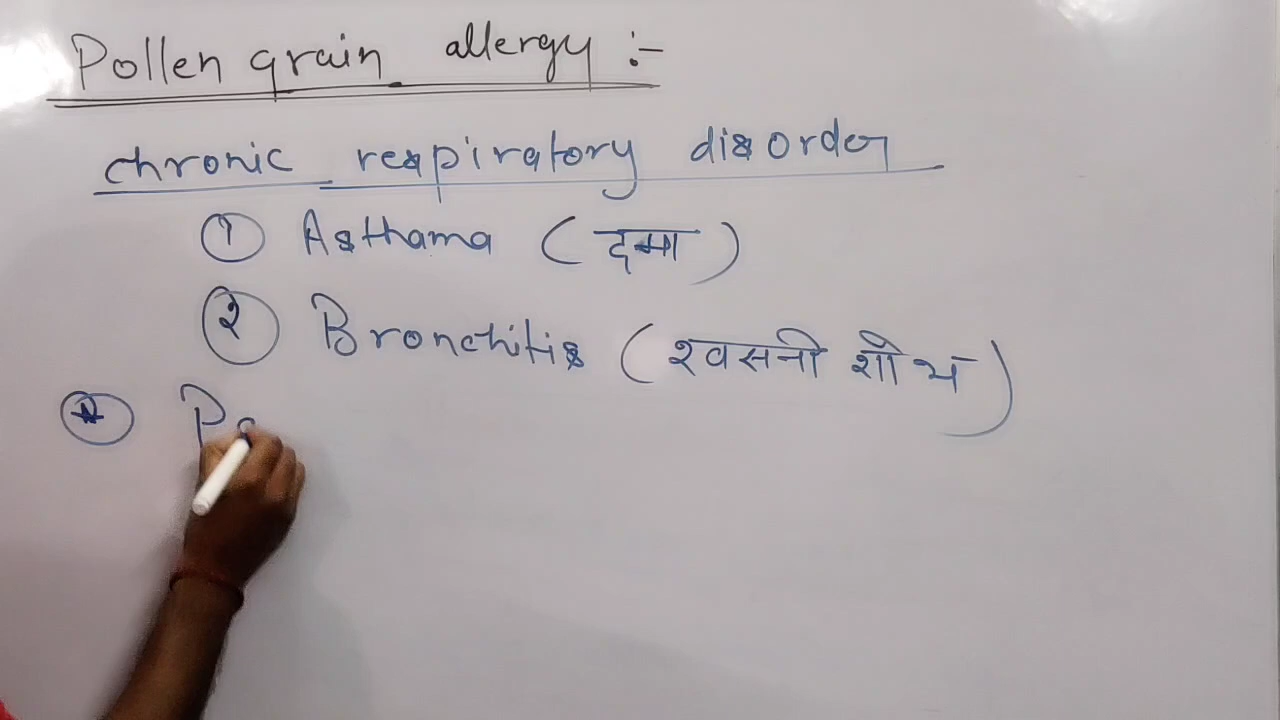 Pollen grain allergy :-
chronic respiratory disorder
① Asthama (दमा)
② Bronchitis (श्वसनी शोथ)